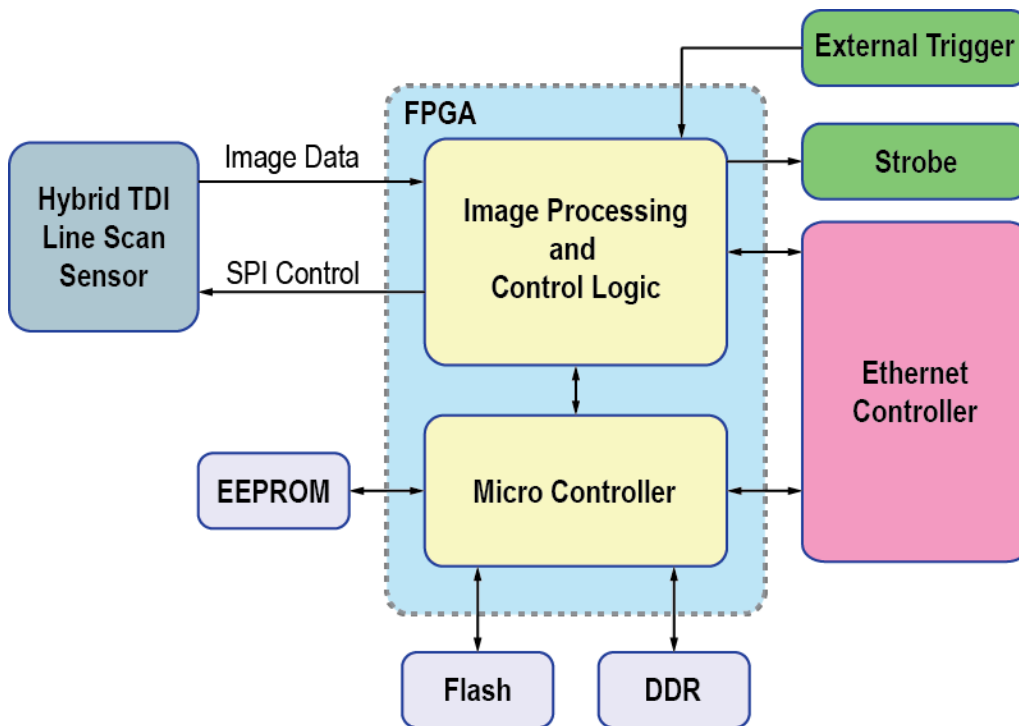 External Trigger
FPGA
Image Data
Strobe
Hybrid TDI
Line Scan
Sensor
Image Processing
and
Control Logic
SPI Control
Ethernet
Controller
EEPROM
Micro Controller
Flash
DDR